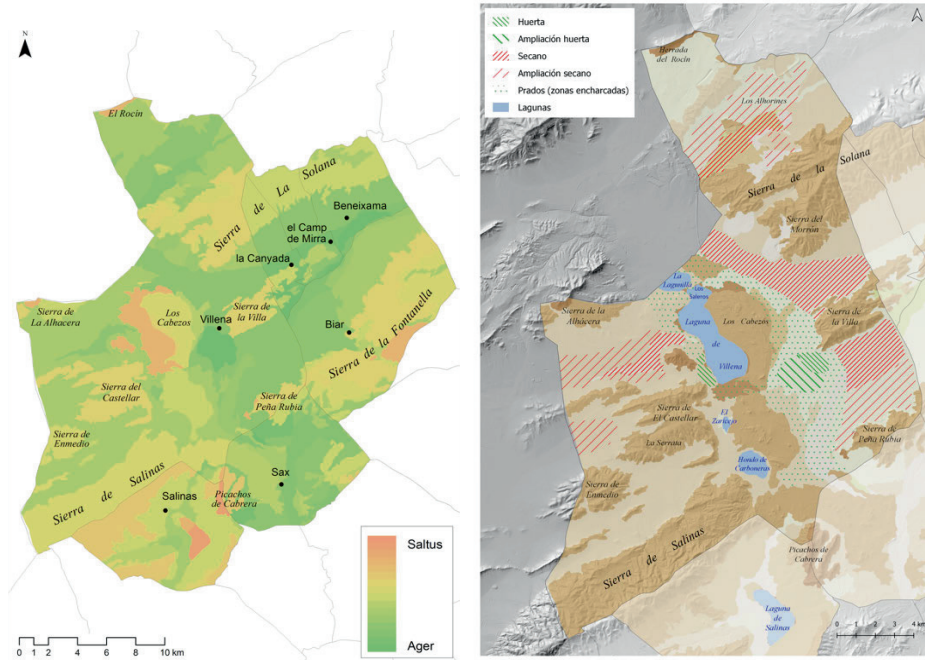 N
El Rocín
Sierra de La Solana
Beneixama
el Camp
de Mirra
la Canyada
Sierra de
La Alhacera
Los
Cabezos
Villena
Sierra de
la Villa
Biar
Sierra de la Fontanella
Sierra del
Castellar
Sierra de
Peña Rubia
Sierra de
Enmedio
Sierra de Salinas
Salinas
Sax
Picachos
de Cabrera
Saltus
Ager
0 1 2 4 6 8 10 km
Huerta
Ampliación huerta
Secano
Ampliación secano
Prados (zonas encharcadas)
Lagunas
Herrada
del Rocín
Los Alhorines
Sierra de la Solana
Sierra del
Morrón
La
Lagunilla
Sierra de la
Alhácera
Laguna
de
Villena
Los Cabezos
Sierra de
la Villa
Sierra de
El Castellar
El
Zaricejo
La Serrata
Hondo de
Carboneras
Sierra de
Peña Rubia
Sierra de
Enmedio
Sierra de Salinas
Picachos de
Cabrera
Laguna
de
Salinas
0 1 2 3 4 km